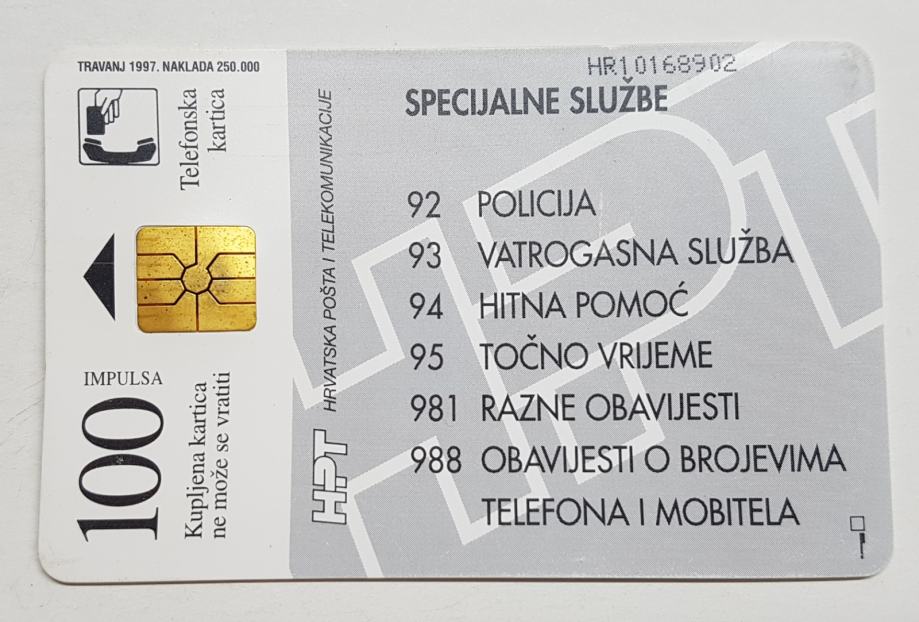 TRAVANJ 1997. NAKLADA 250.000
Telefonska
kartica
IMPULSA
100
Kupljena kartica
ne može se vratiti
HPT HRVATSKA POŠTA I TELEKOMUNIKACIJE
HR10168902
SPECIJALNE SLUŽBE
92 POLICIJA
93 VATROGASNA SLUŽBA
94 HITNA POMOĆ
95 TOČNO VRIJEME
981 RAZNE OBAVIJESTI
988 OBAVIJESTI O BROJEVIMA
TELEFONA I MOBITELA